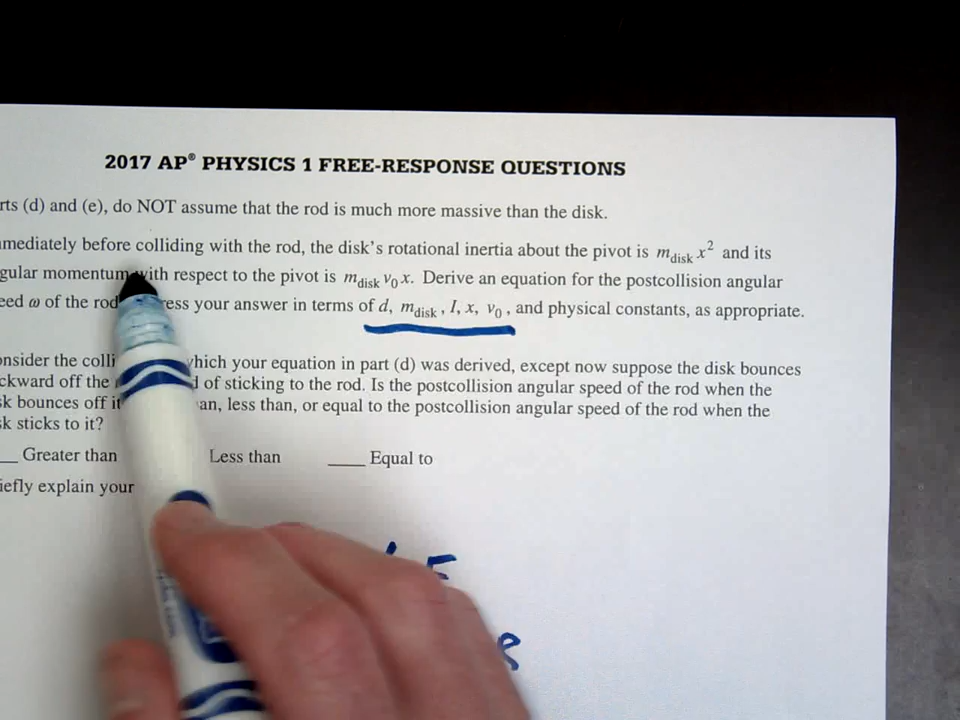 2017 AP® PHYSICS 1 FREE-RESPONSE QUESTIONS
rts (d) and (e), do NOT assume that the rod is much more massive than the disk.
mediately before colliding with the rod, the disk's rotational inertia about the pivot is m_disk x² and its
gular momentum with respect to the pivot is m_disk v₀ x. Derive an equation for the postcollision angular
eed ω of the rod ess your answer in terms of d, m_disk, I, x, v₀, and physical constants, as appropriate.
onsider the colli which your equation in part (d) was derived, except now suppose the disk bounces
ckward off the d of sticking to the rod. Is the postcollision angular speed of the rod when the
sk bounces off it an, less than, or equal to the postcollision angular speed of the rod when the
sk sticks to it?
__ Greater than Less than ____ Equal to
iefly explain your